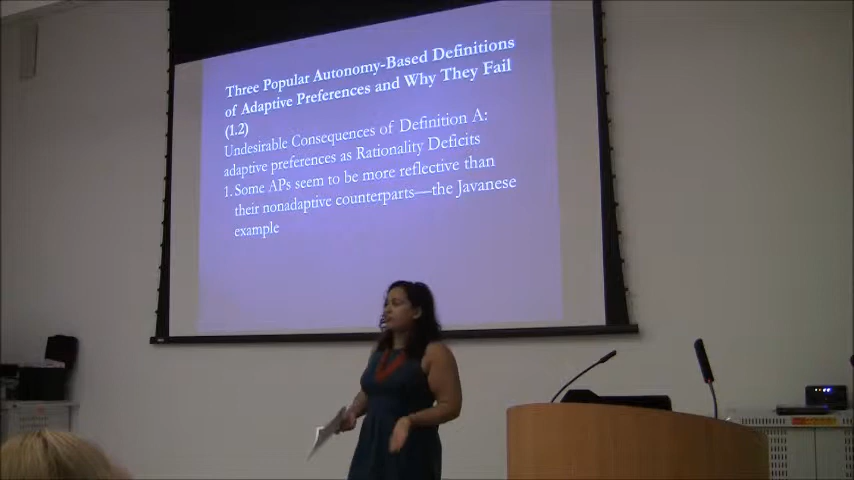 Three Popular Autonomy-Based Definitions
of Adaptive Preferences and Why They Fail
(1.2)
Undesirable Consequences of Definition A:
adaptive preferences as Rationality Deficits
1. Some APs seem to be more reflective than
their nonadaptive counterparts—the Javanese
example